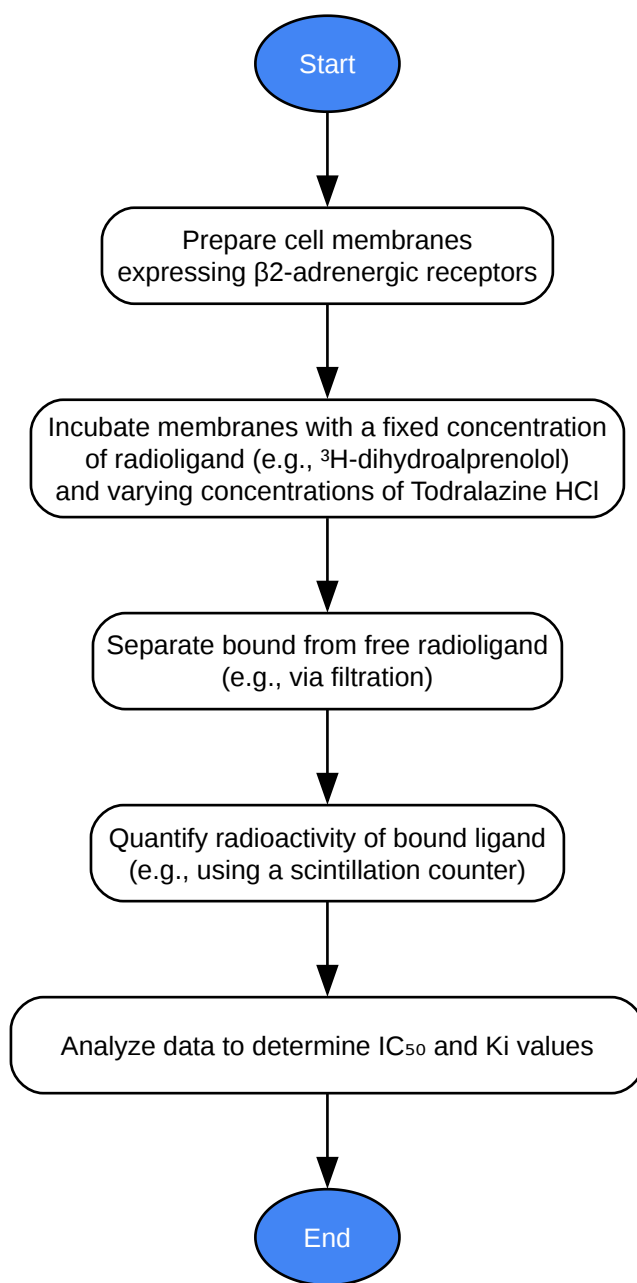 Start
Prepare cell membranes
expressing β2-adrenergic receptors
Incubate membranes with a fixed concentration
of radioligand (e.g., ³H-dihydroalprenolol)
and varying concentrations of Todralazine HCl
Separate bound from free radioligand
(e.g., via filtration)
Quantify radioactivity of bound ligand
(e.g., using a scintillation counter)
Analyze data to determine IC₅₀ and Ki values
End